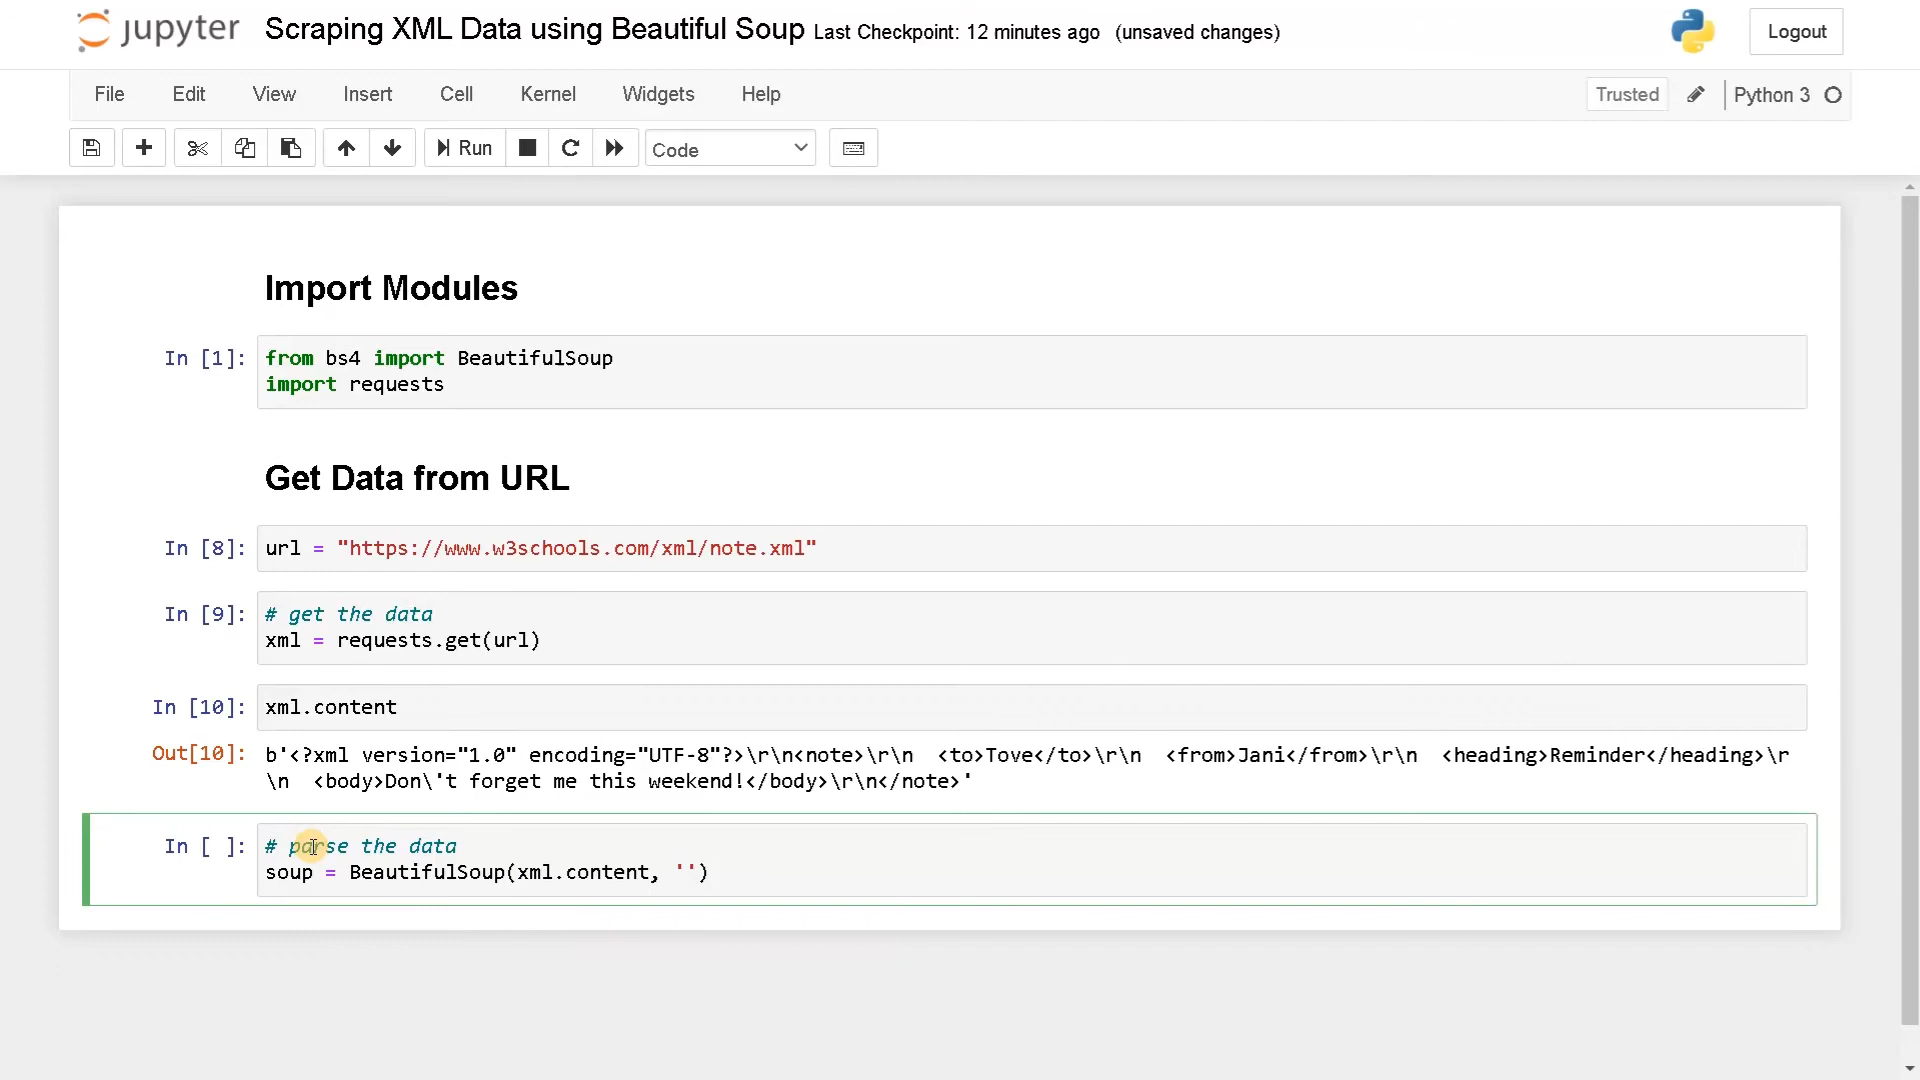 jupyter Scraping XML Data using Beautiful Soup Last Checkpoint: 12 minutes ago (unsaved changes) Logout
File Edit View Insert Cell Kernel Widgets Help Trusted Python 3
Run Code
Import Modules
In [1]: from bs4 import BeautifulSoup
import requests
Get Data from URL
In [8]: url = "https://www.w3schools.com/xml/note.xml"
In [9]: # get the data
xml = requests.get(url)
In [10]: xml.content
Out[10]: b'<?xml version="1.0" encoding="UTF-8"?>\r\n<note>\r\n  <to>Tove</to>\r\n  <from>Jani</from>\r\n  <heading>Reminder</heading>\r
\n  <body>Don\'t forget me this weekend!</body>\r\n</note>'
In [ ]: # parse the data
soup = BeautifulSoup(xml.content, '')